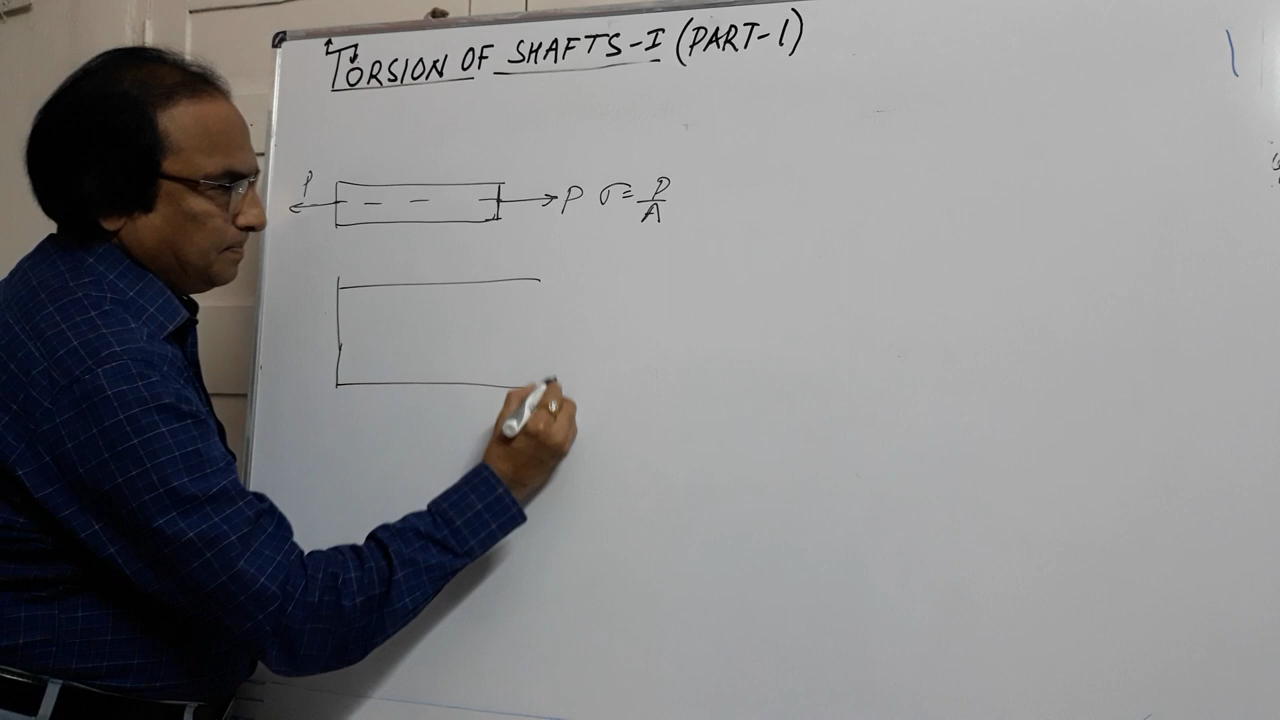 TORSION OF SHAFTS-I (PART-1)
P P σ = P/A